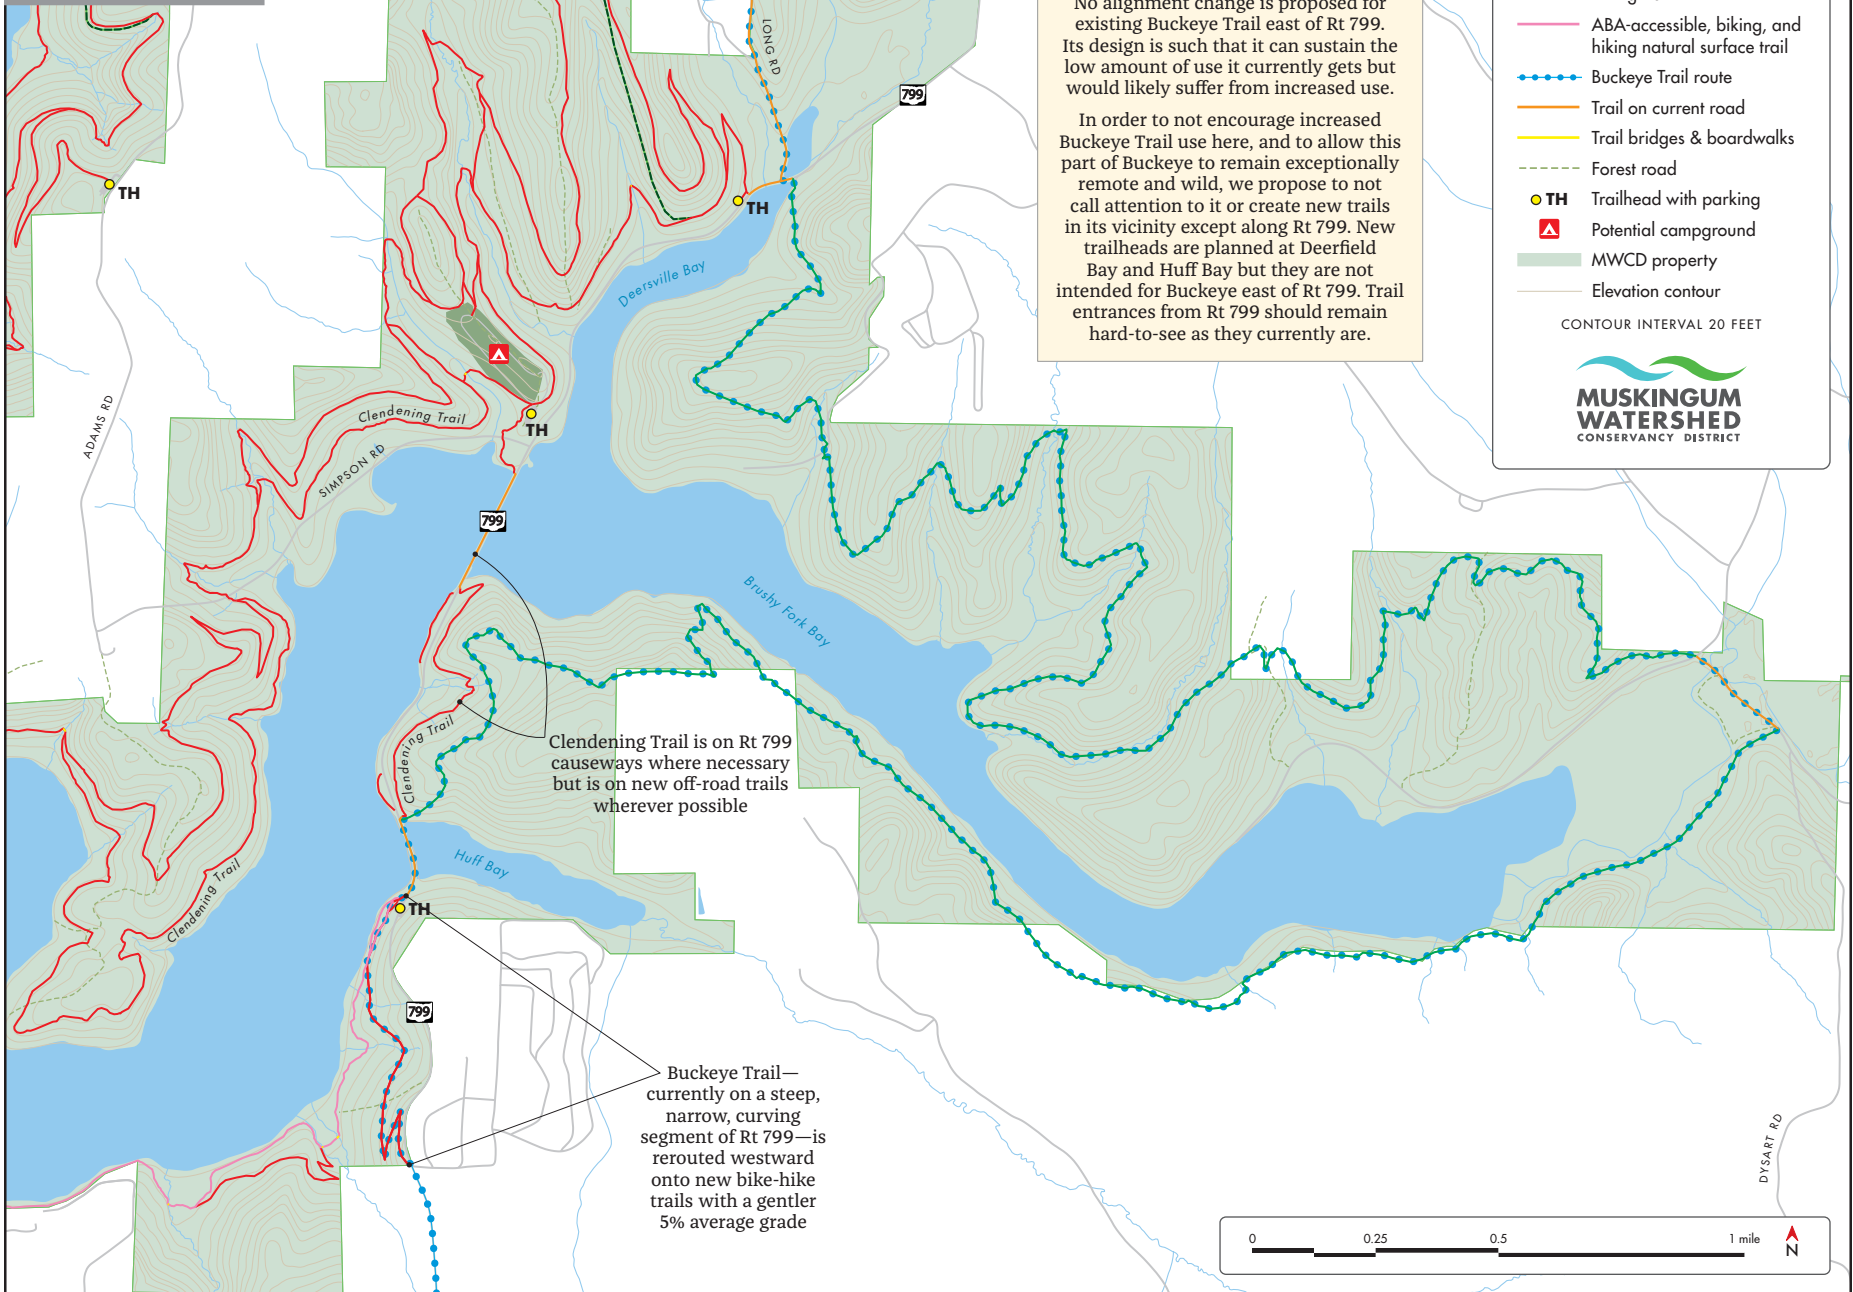 No alignment change is proposed for
existing Buckeye Trail east of Rt 799.
Its design is such that it can sustain the
low amount of use it currently gets but
would likely suffer from increased use.
In order to not encourage increased
Buckeye Trail use here, and to allow this
part of Buckeye to remain exceptionally
remote and wild, we propose to not
call attention to it or create new trails
in its vicinity except along Rt 799. New
trailheads are planned at Deerfield
Bay and Huff Bay but they are not
intended for Buckeye east of Rt 799. Trail
entrances from Rt 799 should remain
hard-to-see as they currently are.
ABA-accessible, biking, and
hiking natural surface trail
Buckeye Trail route
Trail on current road
Trail bridges & boardwalks
Forest road
TH Trailhead with parking
Potential campground
MWCD property
Elevation contour
CONTOUR INTERVAL 20 FEET
MUSKINGUM
WATERSHED
CONSERVANCY DISTRICT
LONG RD
799
TH
TH
Deersville Bay
ADAMS RD
Clendening Trail
TH
SIMPSON RD
799
Brushy Fork Bay
Clendening Trail
Clendening Trail is on Rt 799
causeways where necessary
but is on new off-road trails
wherever possible
Huff Bay
Clendening Trail
TH
799
Buckeye Trail—
currently on a steep,
narrow, curving
segment of Rt 799—is
rerouted westward
onto new bike-hike
trails with a gentler
5% average grade
DYSART RD
0 0.25 0.5 1 mile
N